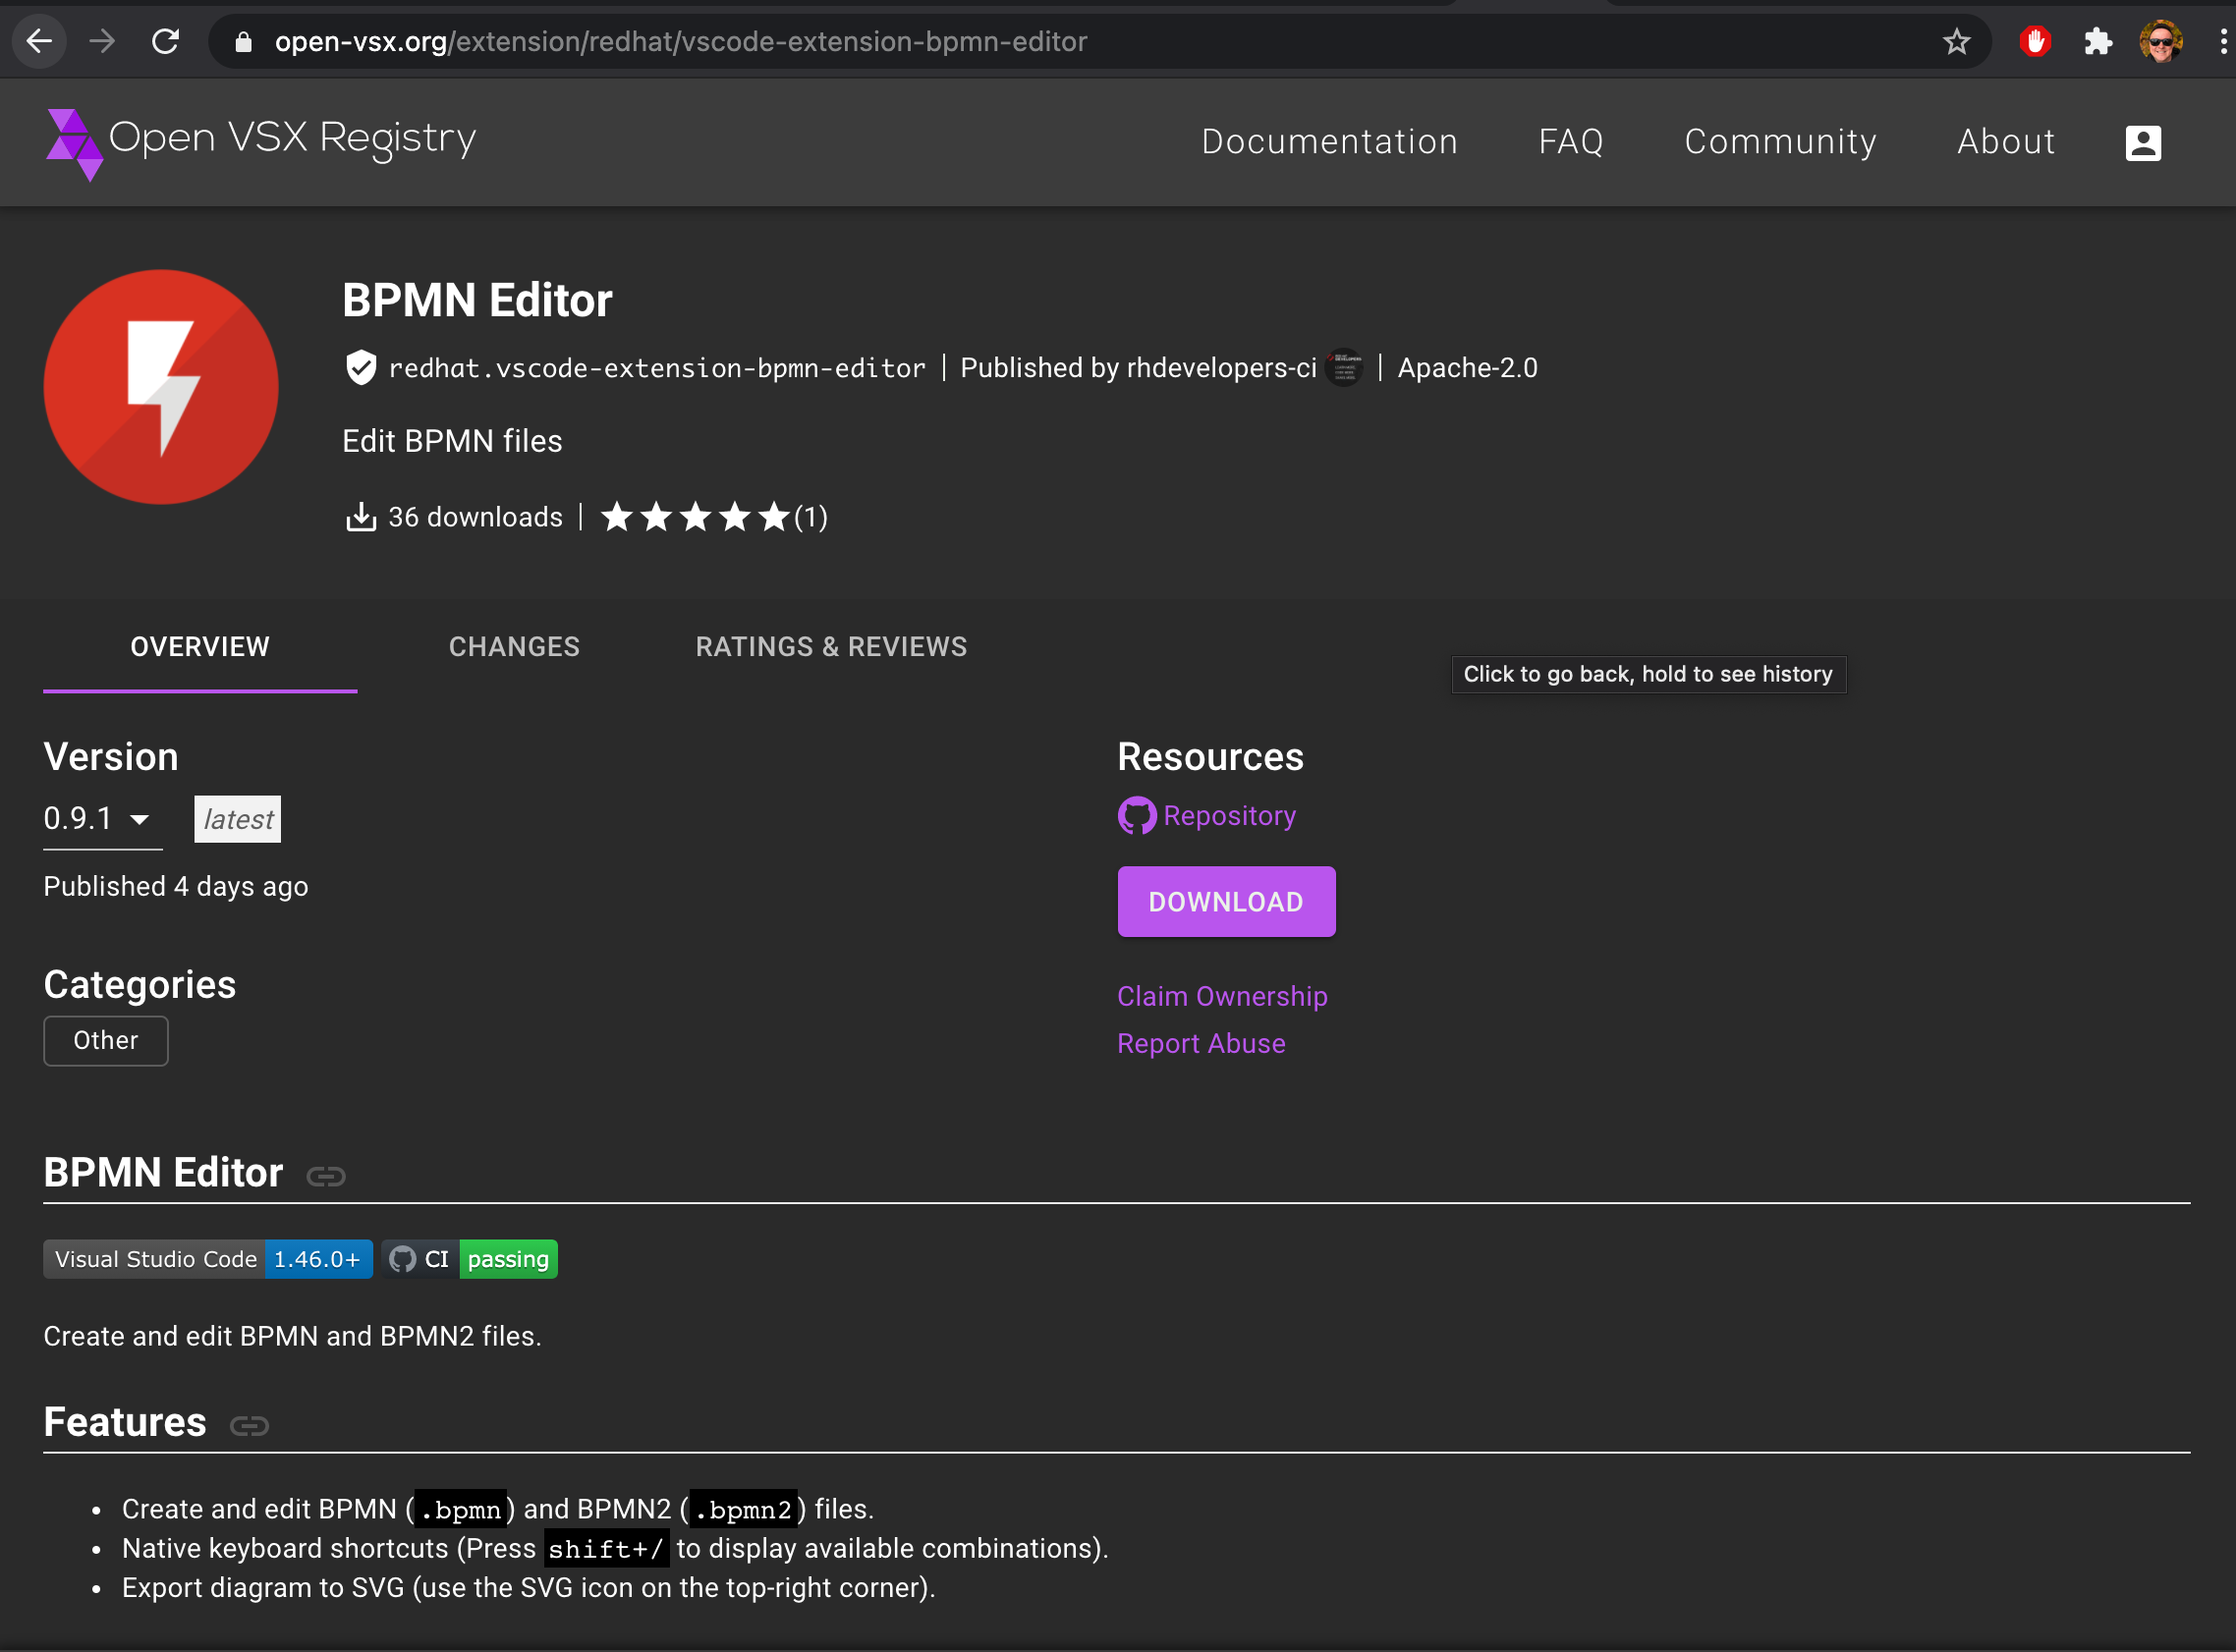 open-vsx.org/extension/redhat/vscode-extension-bpmn-editor
Open VSX Registry
Documentation FAQ Community About
BPMN Editor
redhat.vscode-extension-bpmn-editor | Published by rhdevelopers-ci | Apache-2.0
Edit BPMN files
36 downloads | (1)
OVERVIEW CHANGES RATINGS & REVIEWS
Click to go back, hold to see history
Version
0.9.1 latest
Published 4 days ago
Categories
Other
Resources
Repository
DOWNLOAD
Claim Ownership
Report Abuse
BPMN Editor
Visual Studio Code 1.46.0+ CI passing
Create and edit BPMN and BPMN2 files.
Features
• Create and edit BPMN (.bpmn) and BPMN2 (.bpmn2) files.
• Native keyboard shortcuts (Press shift+/ to display available combinations).
• Export diagram to SVG (use the SVG icon on the top-right corner).